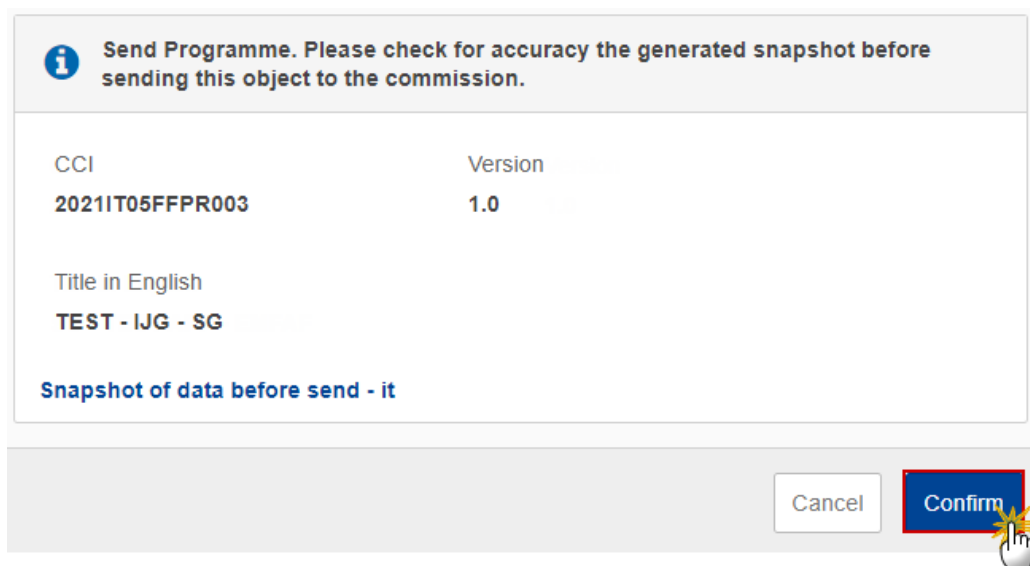 Send Programme. Please check for accuracy the generated snapshot before
sending this object to the commission.
CCI
Version
2021IT05FFPR003
1.0
Title in English
TEST - IJG - SG
Snapshot of data before send - it
Cancel
Confirm